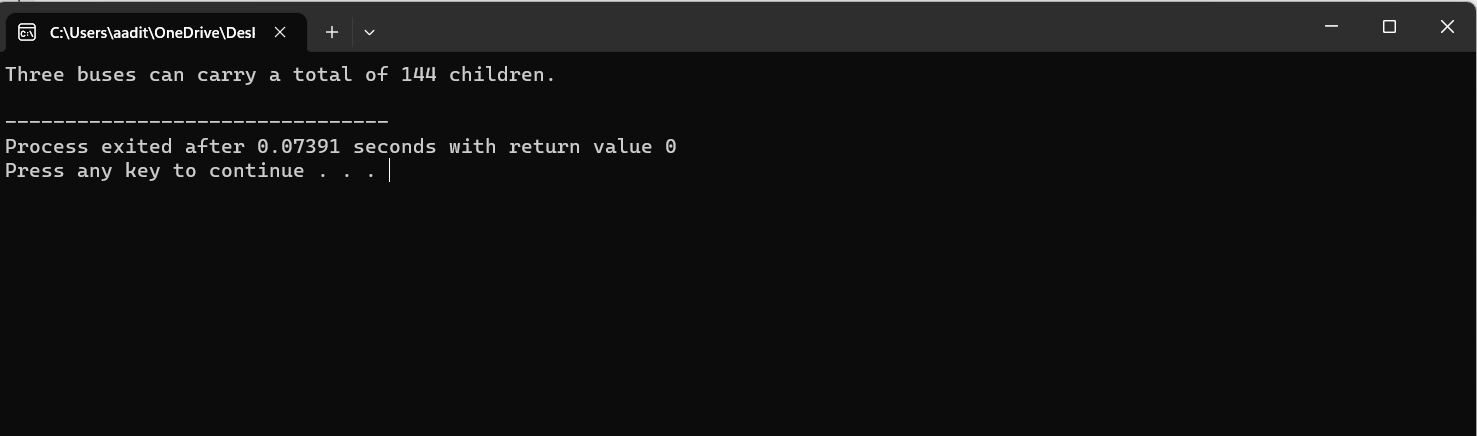 C:\Users\aadit\OneDrive\Desl
Three buses can carry a total of 144 children.
--------------------------------
Process exited after 0.07391 seconds with return value 0
Press any key to continue . . .